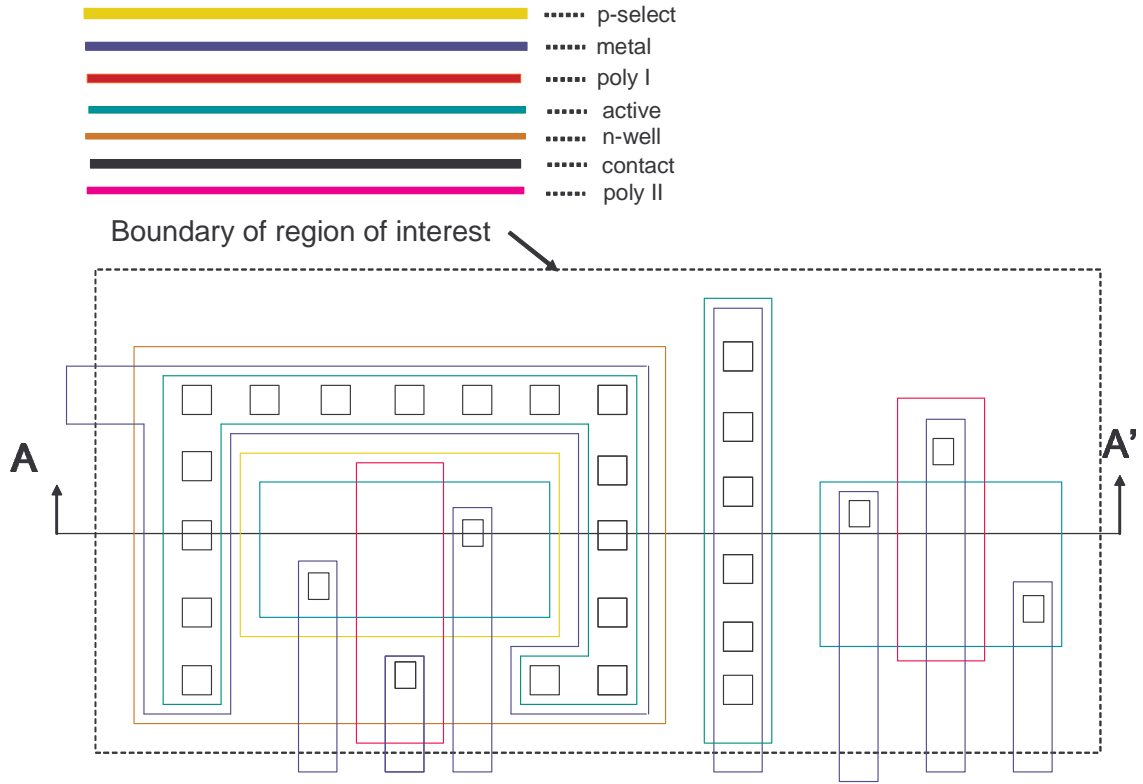 p-select
metal
poly I
active
n-well
contact
poly II
Boundary of region of interest
A
A’